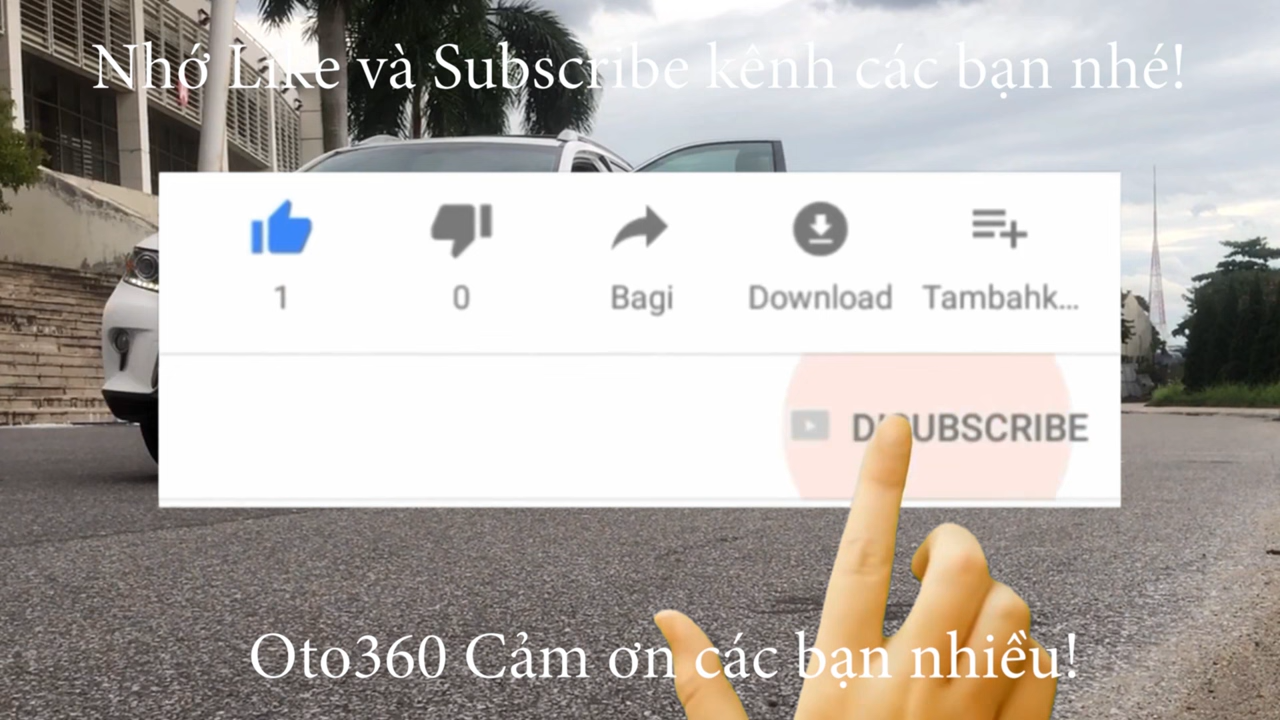 Nhớ Like và Subscribe kênh các bạn nhé!
1 0 Bagi Download Tambahk...
Oto360 Cảm ơn các bạn nhiều!